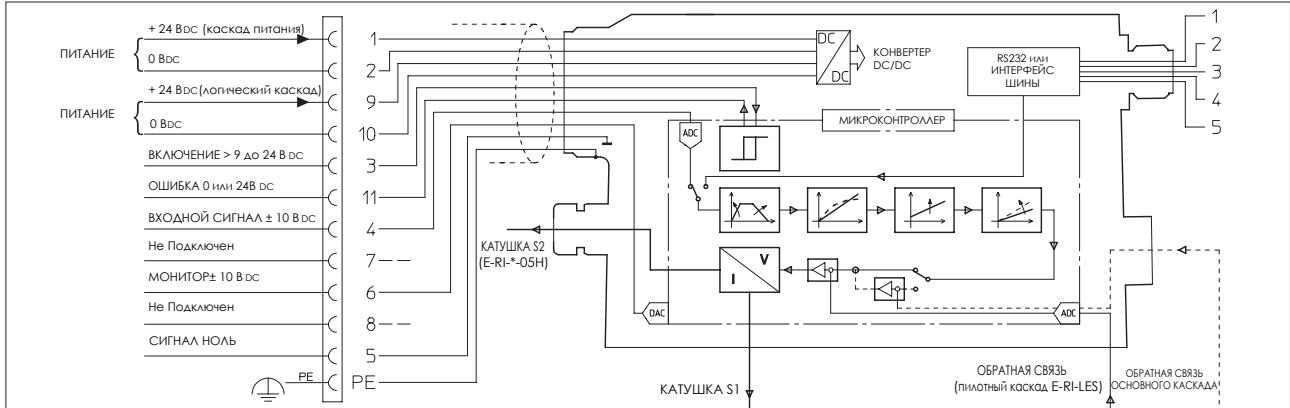 ПИТАНИЕ
+ 24 В DC (каскад питания)
0 В DC
ПИТАНИЕ
+ 24 В DC (логический каскад)
0 В DC
ВКЛЮЧЕНИЕ > 9 до 24 В DC
ОШИБКА 0 или 24В DC
ВХОДНОЙ СИГНАЛ ± 10 В DC
Не Подключен
МОНИТОР± 10 В DC
Не Подключен
СИГНАЛ НОЛЬ
PE
1
2
9
10
3
11
4
7
6
8
5
PE
DC
DC
КОНВЕРТЕР
DC/DC
RS232 или
ИНТЕРФЕЙС
ШИНЫ
1
2
3
4
5
МИКРОКОНТРОЛЛЕР
ADC
КАТУШКА S2
(E-RI-*-05H)
V
I
DAC
ADC
КАТУШКА S1
ОБРАТНАЯ СВЯЗЬ
(пилотный каскад E-RI-LES)
ОБРАТНАЯ СВЯЗЬ
ОСНОВНОГО КАСКАДА